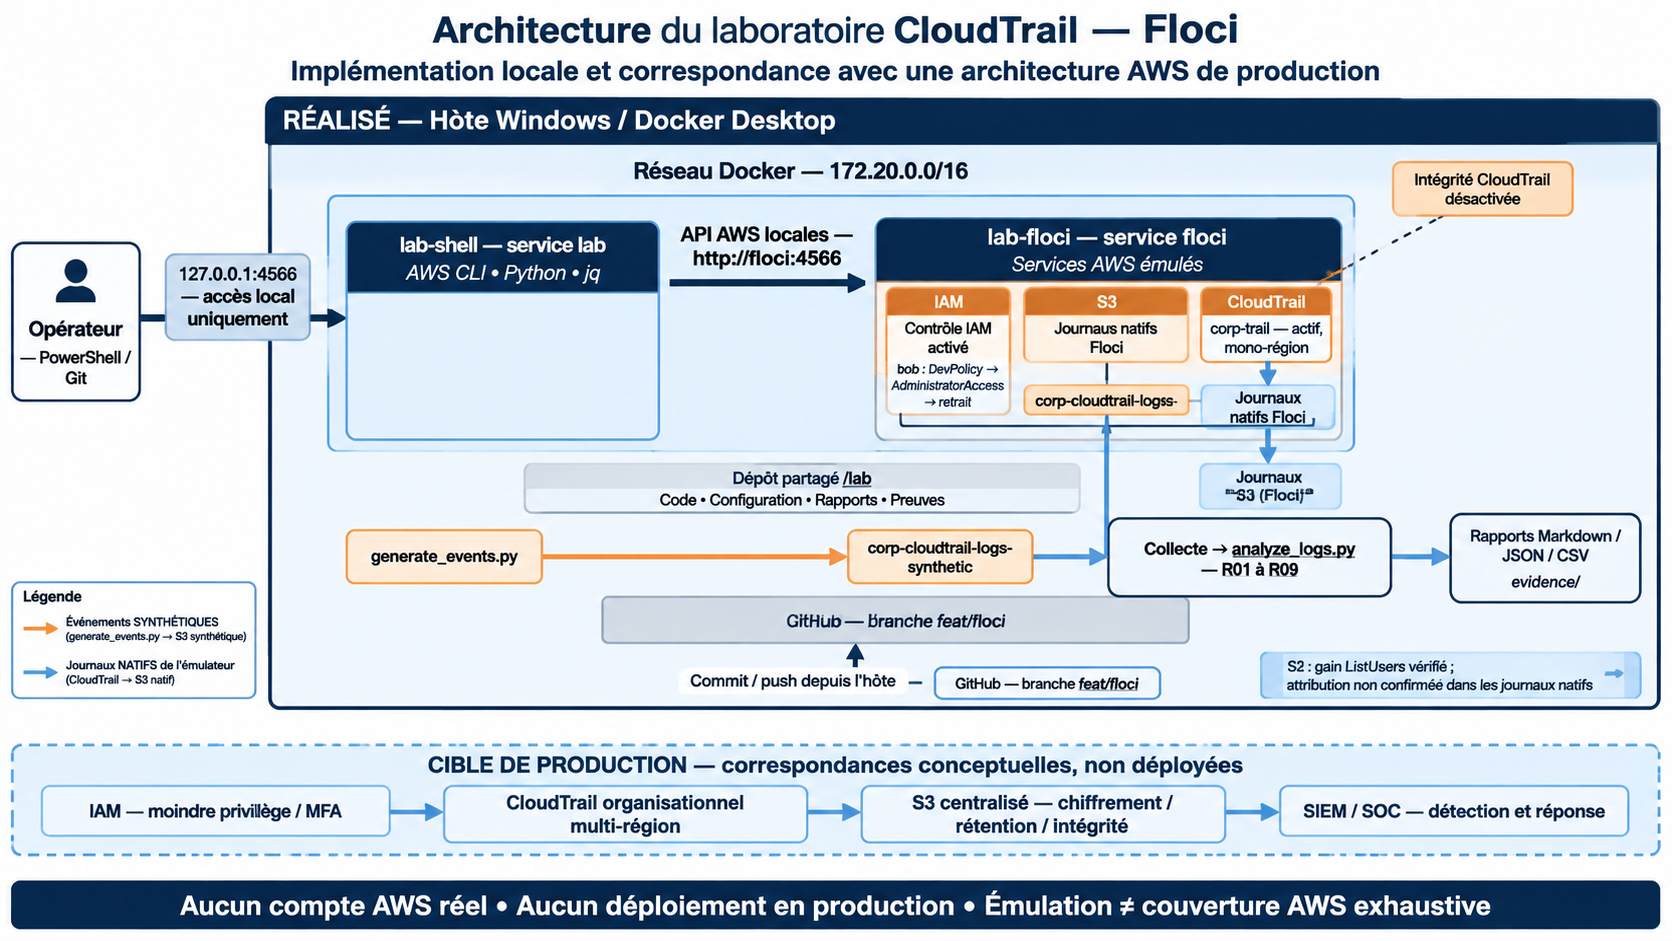 Architecture du laboratoire CloudTrail — Floci
Implémentation locale et correspondance avec une architecture AWS de production
RÉALISÉ — Hòte Windows / Docker Desktop
Réseau Docker — 172.20.0.0/16
Intégrité CloudTrail
désactivée
Opérateur
— PowerShell /
Git
127.0.0.1:4566
— accès local
uniquement
lab-shell — service lab
AWS CLI • Python • jq
API AWS locales —
http://floci:4566
lab-floci — service floci
Services AWS émulés
IAM
Contrôle IAM
activé
bob : DevPolicy →
AdministratorAccess
→ retrait
S3
Journaus natifs
Floci
corp-cloudtrail-logss-
CloudTrail
corp-trail — actif,
mono-région
Journaux
natifs Floci
Journaux
S3 (Floci)
Dépôt partagé /lab
Code • Configuration • Rapports • Preuves
generate_events.py
corp-cloudtrail-logs-
synthetic
Collecte → analyze_logs.py
— R01 à R09
Rapports Markdown /
JSON / CSV
evidence/
GitHub — branche feat/floci
Commit / push depuis l'hòte
GitHub — branche feat/floci
S2 : gain ListUsers vérifié ;
attribution non confirméé dans les journaux natifs
Légende
Événements SYNTHÉTIQUES
(generate_events.py → S3 synthétique)
Journaux NATIFS de l'émulateur
(CloudTrail → S3 natif)
CIBLE DE PRODUCTION — correspondances conceptuelles, non déployées
IAM — moindre privilège / MFA
CloudTrail organisationnel
multi-région
S3 centralisé — chiffrement /
rétention / intégrité
SIEM / SOC — détection et réponse
Aucun compte AWS réel • Aucun déploiement en production • Émulation ≠ couverture AWS exhaustive